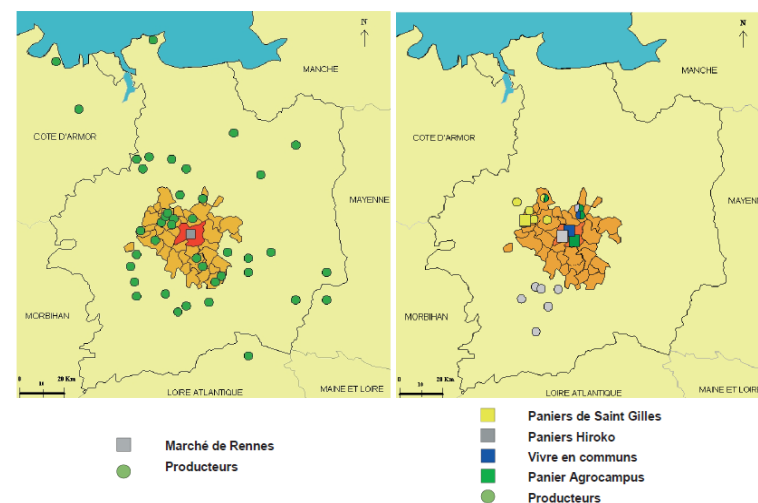 N
MANCHE
COTE D'ARMOR
MAYENNE
MORBIHAN
0 10 20 Km
LOIRE ATLANTIQUE
MAINE ET LOIRE
Marché de Rennes
Producteurs
N
MANCHE
COTE D'ARMOR
MAYENN
MORBIHAN
0 10 20 Km
LOIRE ATLANTIQUE
MAINE ET LOI
Paniers de Saint Gilles
Paniers Hiroko
Vivre en communs
Panier Agrocampus
Producteurs